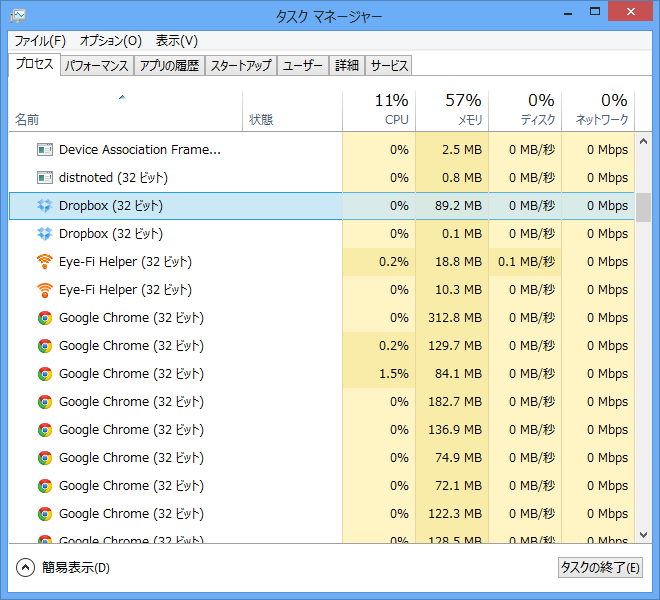 タスク マネージャー
ファイル(F) オプション(O) 表示(V)
プロセス パフォーマンス アプリの履歴 スタートアップ ユーザー 詳細 サービス
11% 57% 0% 0%
名前 状態 CPU メモリ ディスク ネットワーク
Device Association Frame... 0% 2.5 MB 0 MB/秒 0 Mbps
distnoted (32 ビット) 0% 0.8 MB 0 MB/秒 0 Mbps
Dropbox (32 ビット) 0% 89.2 MB 0 MB/秒 0 Mbps
Dropbox (32 ビット) 0% 0.1 MB 0 MB/秒 0 Mbps
Eye-Fi Helper (32 ビット) 0.2% 18.8 MB 0.1 MB/秒 0 Mbps
Eye-Fi Helper (32 ビット) 0% 10.3 MB 0 MB/秒 0 Mbps
Google Chrome (32 ビット) 0% 312.8 MB 0 MB/秒 0 Mbps
Google Chrome (32 ビット) 0.2% 129.7 MB 0 MB/秒 0 Mbps
Google Chrome (32 ビット) 1.5% 84.1 MB 0 MB/秒 0 Mbps
Google Chrome (32 ビット) 0% 182.7 MB 0 MB/秒 0 Mbps
Google Chrome (32 ビット) 0% 136.9 MB 0 MB/秒 0 Mbps
Google Chrome (32 ビット) 0% 74.9 MB 0 MB/秒 0 Mbps
Google Chrome (32 ビット) 0% 72.1 MB 0 MB/秒 0 Mbps
Google Chrome (32 ビット) 0% 122.3 MB 0 MB/秒 0 Mbps
Google Chrome (32 ビット) 0% 128.5 MB 0 MB/秒 0 Mbps
簡易表示(D) タスクの終了(E)